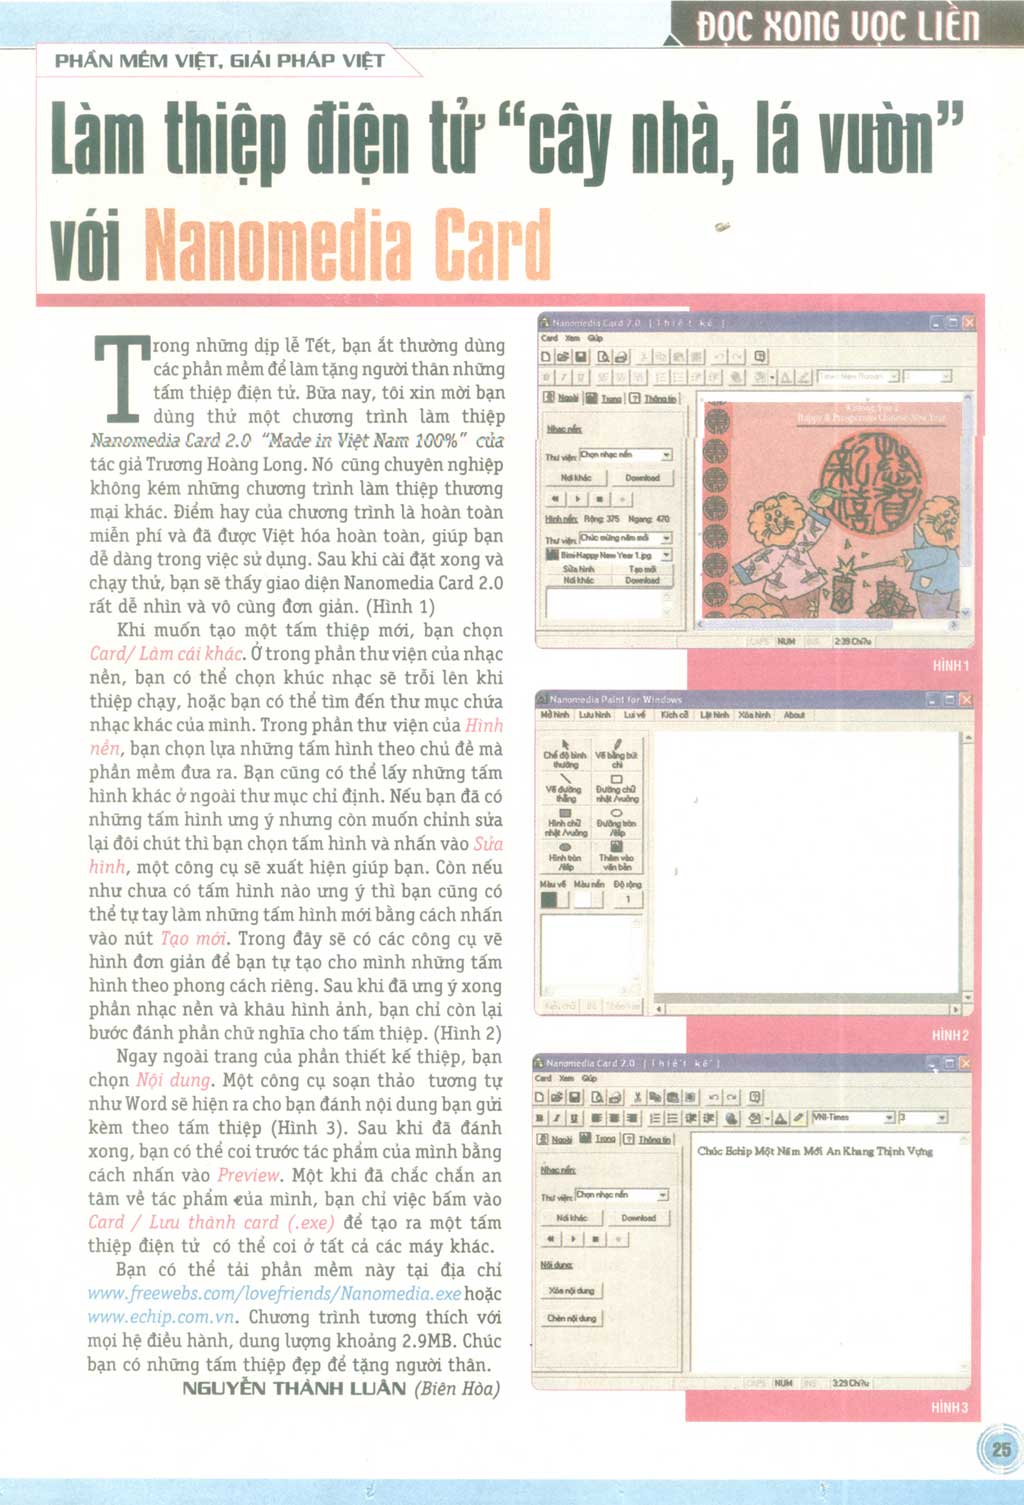 ĐỌC XONG VỌC LIỀN
PHẦN MỀM VIỆT, GIẢI PHÁP VIỆT
Làm thiệp điện tử “cây nhà, lá vườn”
với Nanomedia Card
Trong những dịp lễ Tết, bạn ắt thường dùng
các phần mềm để làm tặng người thân những
tấm thiệp điện tử. Bữa nay, tôi xin mời bạn
dùng thử một chương trình làm thiệp
Nanomedia Card 2.0 “Made in Việt Nam 100%” của
tác giả Trương Hoàng Long. Nó cũng chuyên nghiệp
không kém những chương trình làm thiệp thương
mại khác. Điểm hay của chương trình là hoàn toàn
miễn phí và đã được Việt hóa hoàn toàn, giúp bạn
dễ dàng trong việc sử dụng. Sau khi cài đặt xong và
chạy thử, bạn sẽ thấy giao diện Nanomedia Card 2.0
rất dễ nhìn và vô cùng đơn giản. (Hình 1)
Khi muốn tạo một tấm thiệp mới, bạn chọn
Card/ Làm cái khác. Ở trong phần thư viện của nhạc
nền, bạn có thể chọn khúc nhạc sẽ trỗi lên khi
thiệp chạy, hoặc bạn có thể tìm đến thư mục chứa
nhạc khác của mình. Trong phần thư viện của Hình
nền, bạn chọn lựa những tấm hình theo chủ đề mà
phần mềm đưa ra. Bạn cũng có thể lấy những tấm
hình khác ở ngoài thư mục chỉ định. Nếu bạn đã có
những tấm hình ưng ý nhưng còn muốn chỉnh sửa
lại đôi chút thì bạn chọn tấm hình và nhấn vào Sửa
hình, một công cụ sẽ xuất hiện giúp bạn. Còn nếu
như chưa có tấm hình nào ưng ý thì bạn cũng có
thể tự tay làm những tấm hình mới bằng cách nhấn
vào nút Tạo mới. Trong đây sẽ có các công cụ vẽ
hình đơn giản để bạn tự tạo cho mình những tấm
hình theo phong cách riêng. Sau khi đã ưng ý xong
phần nhạc nền và khâu hình ảnh, bạn chỉ còn lại
bước đánh phần chữ nghĩa cho tấm thiệp. (Hình 2)
Ngay ngoài trang của phần thiết kế thiệp, bạn
chọn Nội dung. Một công cụ soạn thảo tương tự
như Word sẽ hiện ra cho bạn đánh nội dung bạn gửi
kèm theo tấm thiệp (Hình 3). Sau khi đã đánh
xong, bạn có thể coi trước tác phẩm của mình bằng
cách nhấn vào Preview. Một khi đã chắc chắn an
tâm về tác phẩm của mình, bạn chỉ việc bấm vào
Card / Lưu thành card (.exe) để tạo ra một tấm
thiệp điện tử có thể coi ở tất cả các máy khác.
Bạn có thể tải phần mềm này tại địa chỉ
www.freewebs.com/lovefriends/Nanomedia.exe hoặc
www.echip.com.vn. Chương trình tương thích với
mọi hệ điều hành, dung lượng khoảng 2.9MB. Chúc
bạn có những tấm thiệp đẹp để tặng người thân.
NGUYỄN THÀNH LUÂN (Biên Hòa)
Nanomedia Card 2.0 [ T h i ế t k ế ]
Card Xem Giúp
Times New Roman
Ngoài Trong Thông tin
Nhạc nền:
Thư viện: Chọn nhạc nền
Nơi khác Download
Hình nền: Rộng: 375 Ngang: 470
Thư viện: Chúc mừng năm mới
Bimi-Happy New Year 1.jpg
Sửa hình Tạo mới
Nơi khác Download
Wishing You a
Happy & Prosperous Chinese New Year
恭賀新禧
CAPS NUM INS 2:39 Chi?u
HÌNH 1
Nanomedia Paint for Windows
Mở hình Lưu hình Lui về Kích cỡ Lật hình Xóa hình About
Chế độ bình thường Vẽ bằng bút chì
Vẽ đường thẳng Đường chữ nhật /vuông
Hình chữ nhật /vuông Đường tròn /élip
Hình tròn /élip Thêm vào văn bản
Màu vẽ Màu nền Độ rộng
1
HÌNH 2
Nanomedia Card 2.0 [ T h i ế t k ế ]
Card Xem Giúp
VNI-Times 3
Ngoài Trong Thông tin
Nhạc nền:
Thư viện: Chọn nhạc nền
Nơi khác Download
Nội dung:
Xóa nội dung
Chèn nội dung
Chúc Echip Một Năm Mới An Khang Thịnh Vựng
CAPS NUM INS 3:29 Chi?u
HÌNH 3
25